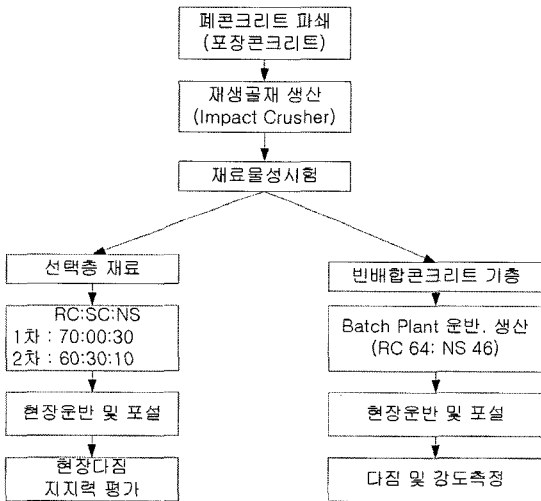 폐콘크리트 파쇄
(포장콘크리트)
재생골재 생산
(Impact Crusher)
재료물성시험
선택층 재료
RC:SC:NS
1차 : 70:00:30
2차 : 60:30:10
현장운반 및 포설
현장다짐
지지력 평가
빈배합콘크리트 기층
Batch Plant 운반. 생산
(RC 64: NS 46)
현장운반 및 포설
다짐 및 강도측정